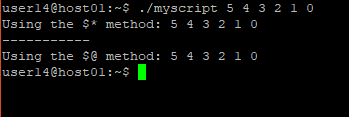 user14@host01:~$ ./myscript 5 4 3 2 1 0
Using the $* method: 5 4 3 2 1 0
-----------
Using the $@ method: 5 4 3 2 1 0
user14@host01:~$